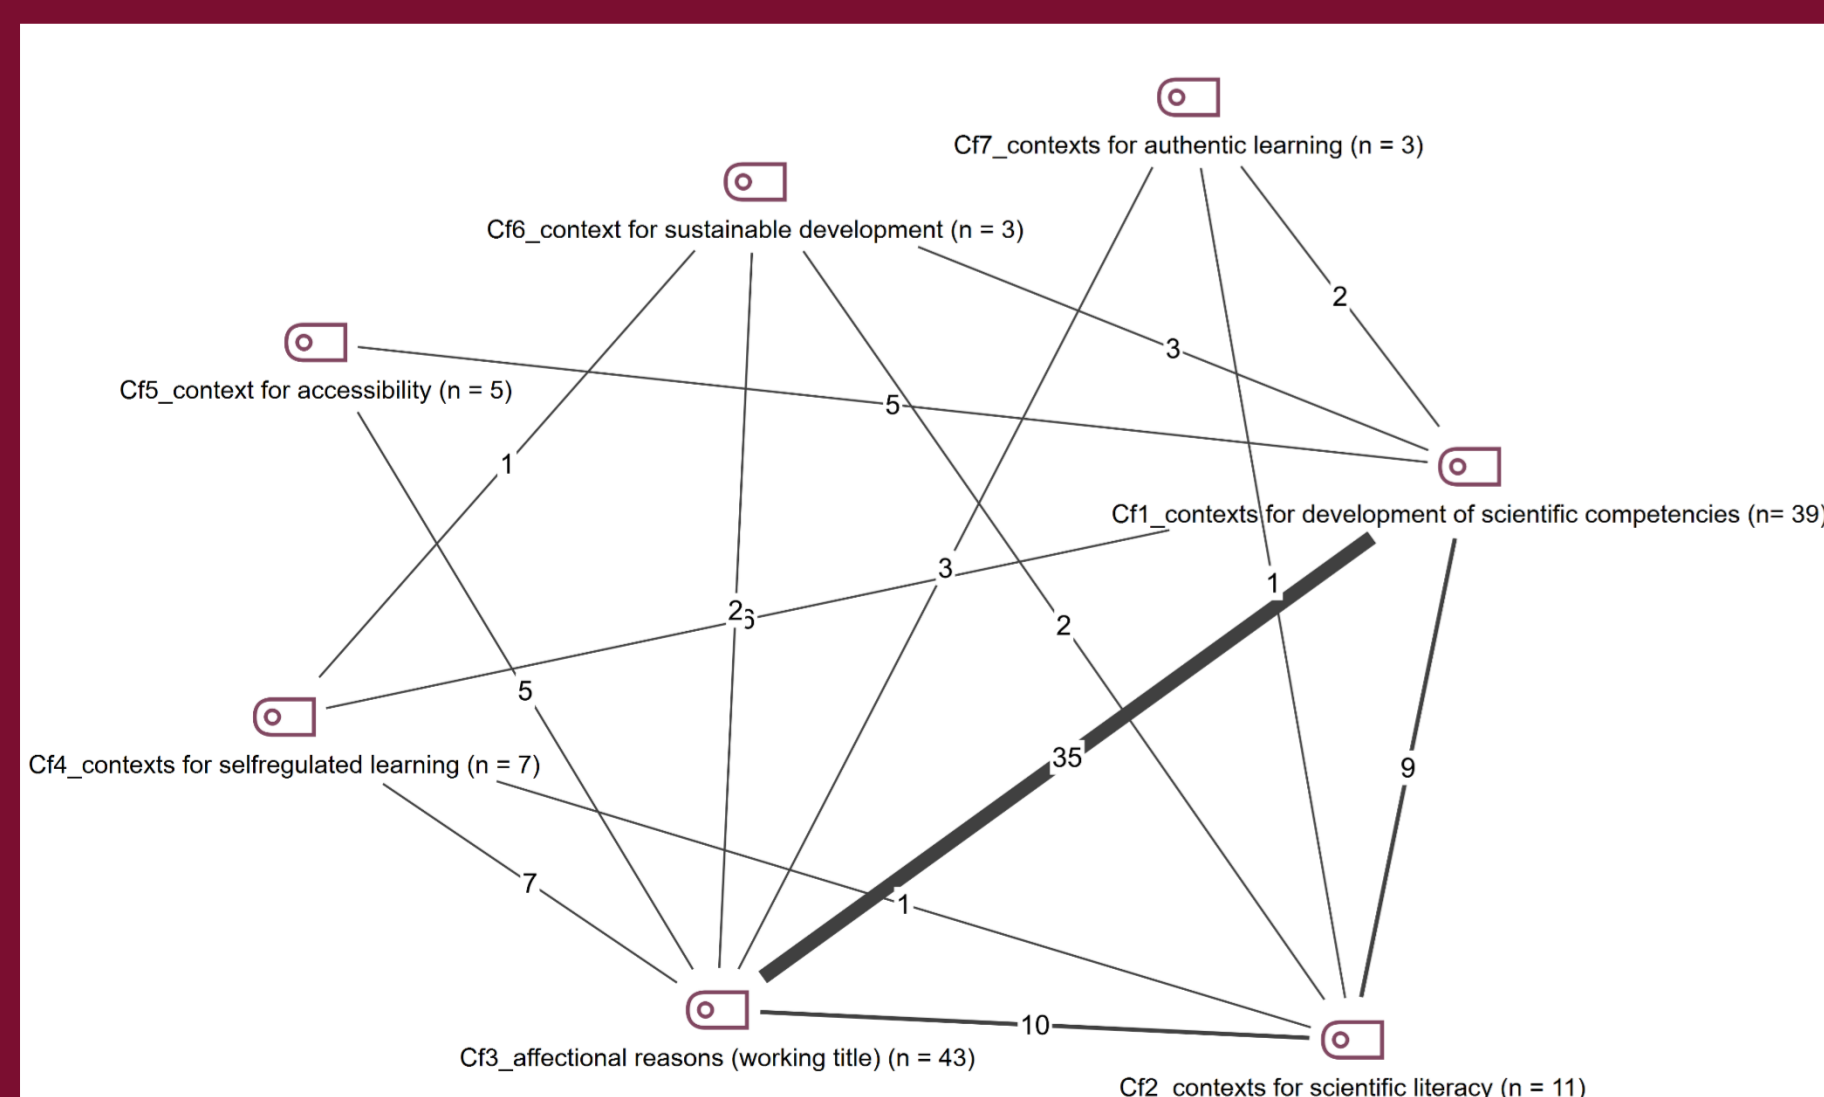 Cf7_contexts for authentic learning (n = 3)
Cf6_context for sustainable development (n = 3)
2
3
Cf5_context for accessibility (n = 5)
5
1
Cf1_contexts for development of scientific competencies (n= 39)
3
1
2
2
5
35
9
Cf4_contexts for selfregulated learning (n = 7)
7
1
10
Cf3_affectional reasons (working title) (n = 43)
Cf2_contexts for scientific literacy (n = 11)